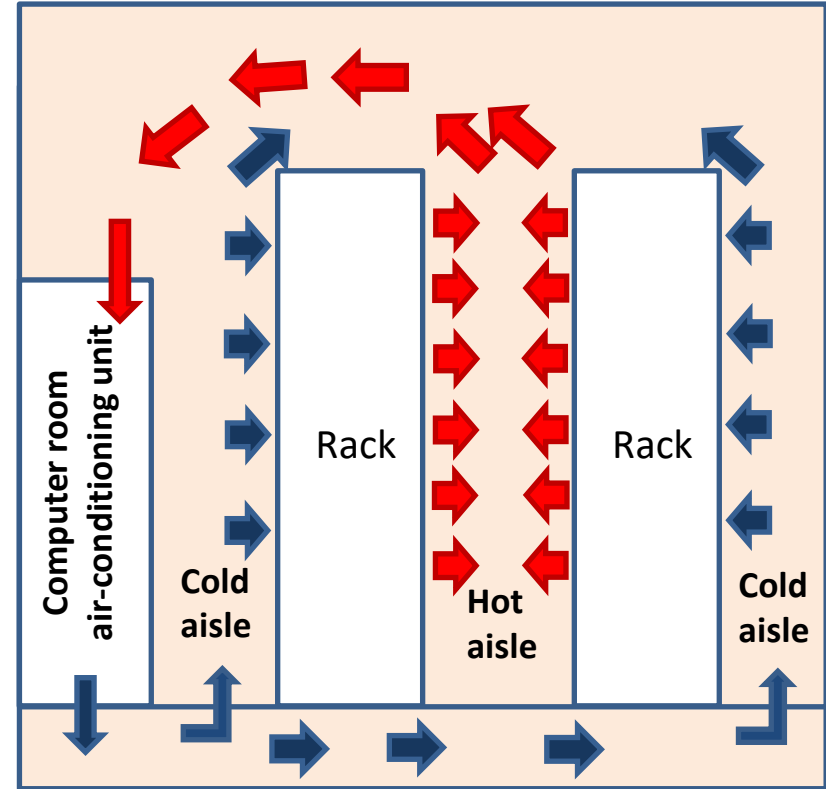 Computer room
air-conditioning unit
Rack
Rack
Cold
aisle
Hot
aisle
Cold
aisle